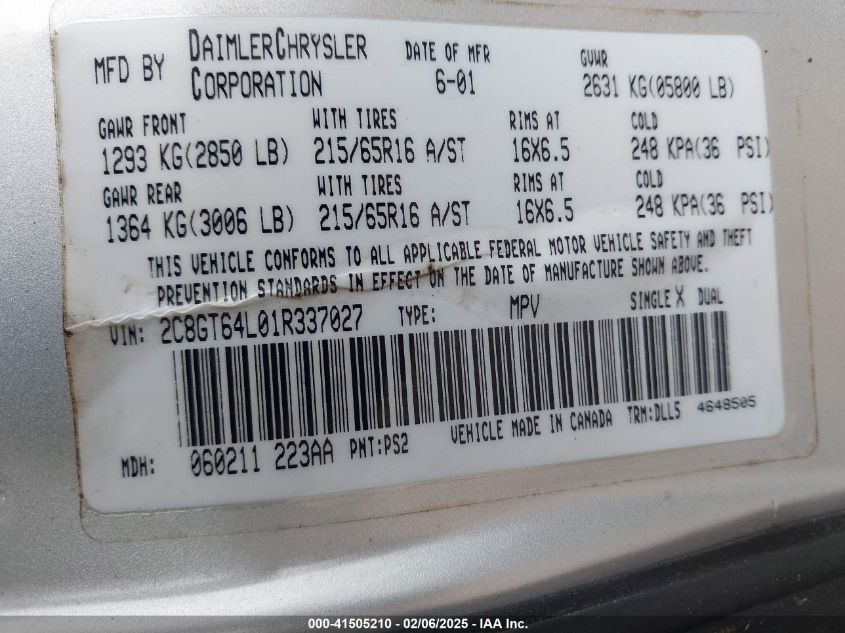 MFD BY DAIMLERCHRYSLER CORPORATION DATE OF MFR 6-01 GVWR 2631 KG(05800 LB)
GAWR FRONT WITH TIRES RIMS AT COLD
1293 KG(2850 LB) 215/65R16 A/ST 16X6.5 248 KPA(36 PSI)
GAWR REAR WITH TIRES RIMS AT COLD
1364 KG(3006 LB) 215/65R16 A/ST 16X6.5 248 KPA(36 PSI)
THIS VEHICLE CONFORMS TO ALL APPLICABLE FEDERAL MOTOR VEHICLE SAFETY AND THEFT
PREVENTION STANDARDS IN EFFECT ON THE DATE OF MANUFACTURE SHOWN ABOVE.
VIN: 2C8GT64L01R337027 TYPE: MPV SINGLE X DUAL
MDH: 060211 223AA PNT:PS2 VEHICLE MADE IN CANADA TRM:DLL5 4648505
000-41505210 - 02/06/2025 - IAA Inc.